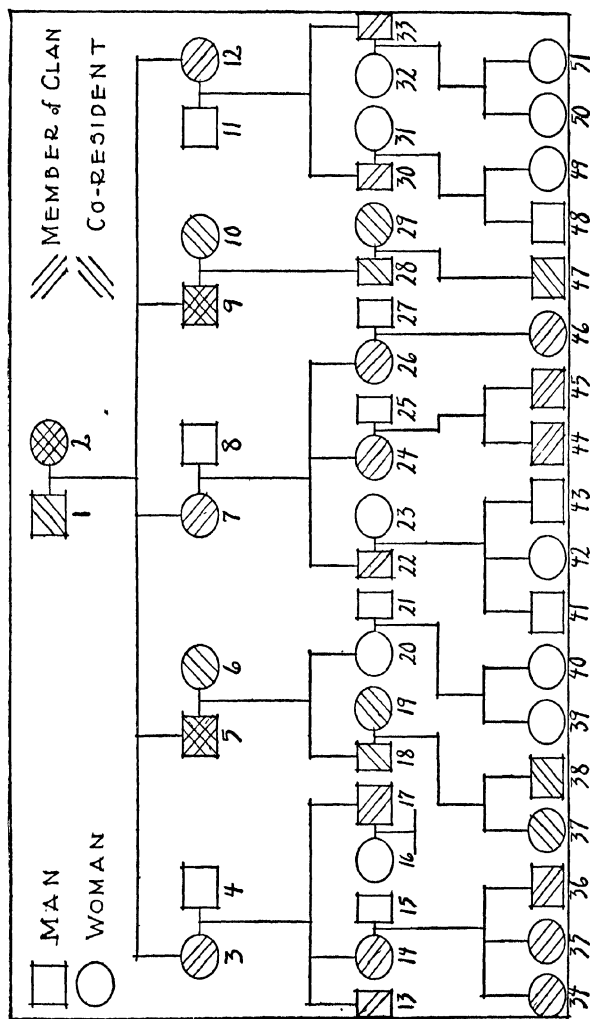 MAN
WOMAN
MEMBER of CLAN
CO-RESIDENT
1 2
3 4 5 6 7 8 9 10 11 12
13 14 15 16 17 18 19 20 21 22 23 24 25 26 27 28 29 30 31 32 33
34 35 36 37 38 39 40 41 42 43 44 45 46 47 48 49 50 51